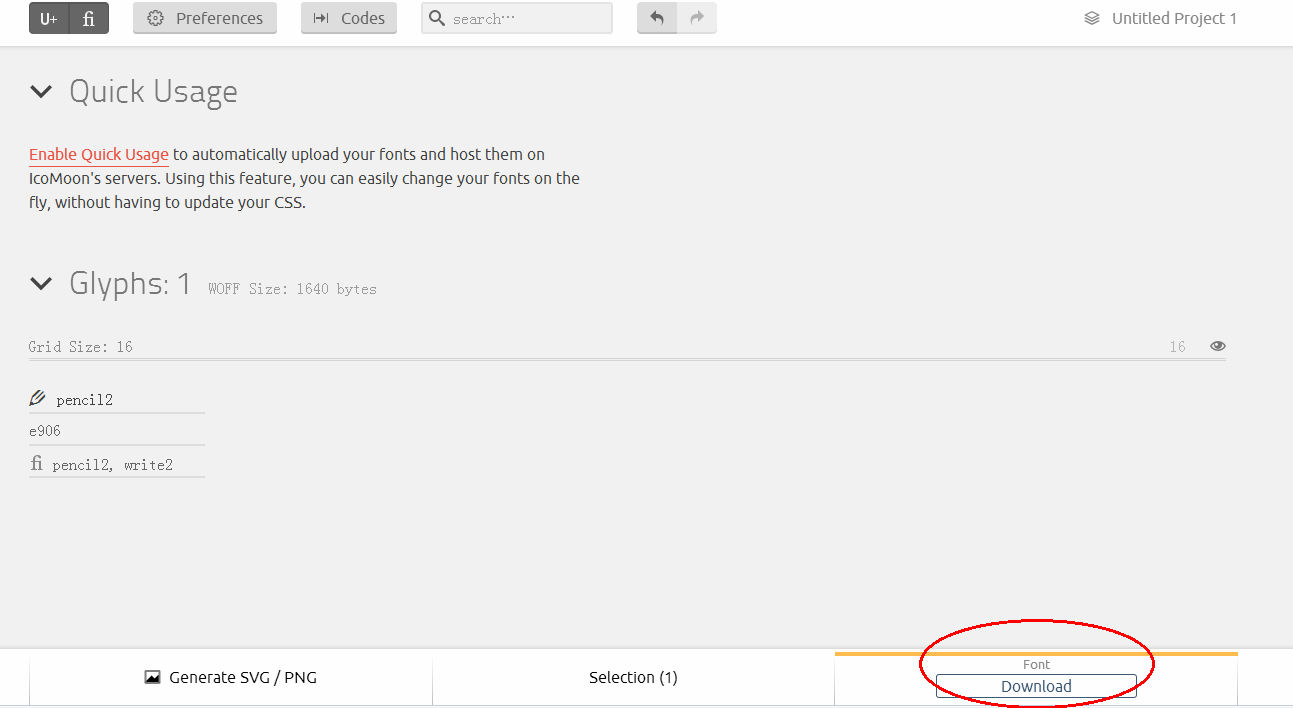 U+ fi Preferences Codes search… Untitled Project 1
Quick Usage
Enable Quick Usage to automatically upload your fonts and host them on
IcoMoon's servers. Using this feature, you can easily change your fonts on the
fly, without having to update your CSS.
Glyphs: 1 WOFF Size: 1640 bytes
Grid Size: 16 16
pencil2
e906
fi pencil2, write2
Generate SVG / PNG
Selection (1)
Font
Download